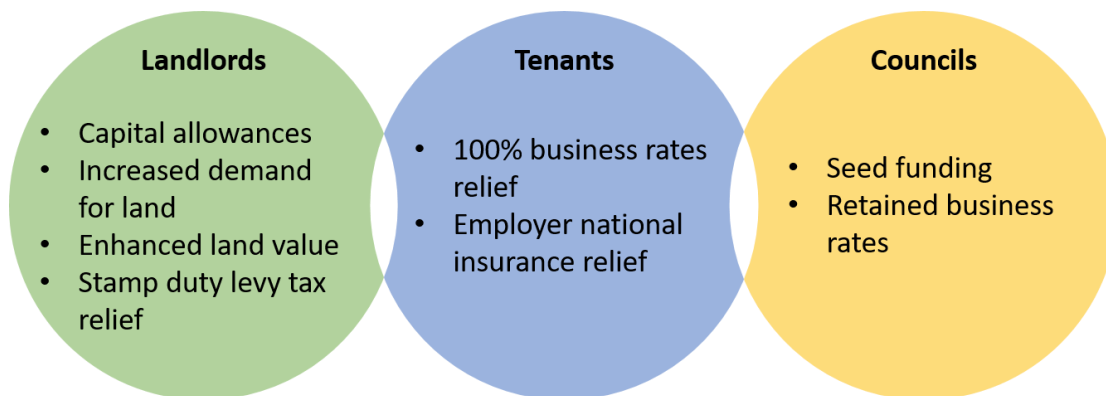 Landlords
• Capital allowances
• Increased demand
for land
• Enhanced land value
• Stamp duty levy tax
relief
Tenants
• 100% business rates
relief
• Employer national
insurance relief
Councils
• Seed funding
• Retained business
rates